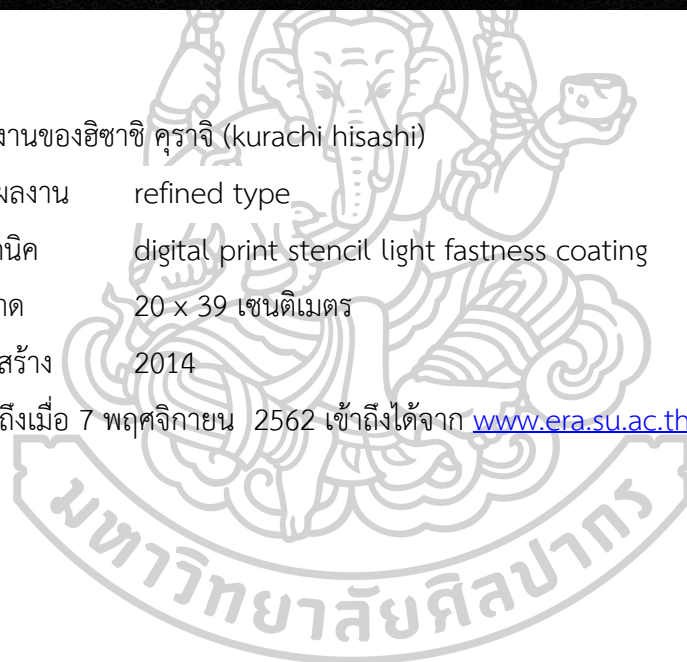 งานของฮิซาชิ คุราจิ (kurachi hisashi)
ผลงาน refined type
นิค digital print stencil light fastness coating
าด 20 x 39 เซนติเมตร
สร้าง 2014
ถึงเมื่อ 7 พฤศจิกายน 2562 เข้าถึงได้จาก www.era.su.ac.th
มหาวิทยาลัยศิลปากร